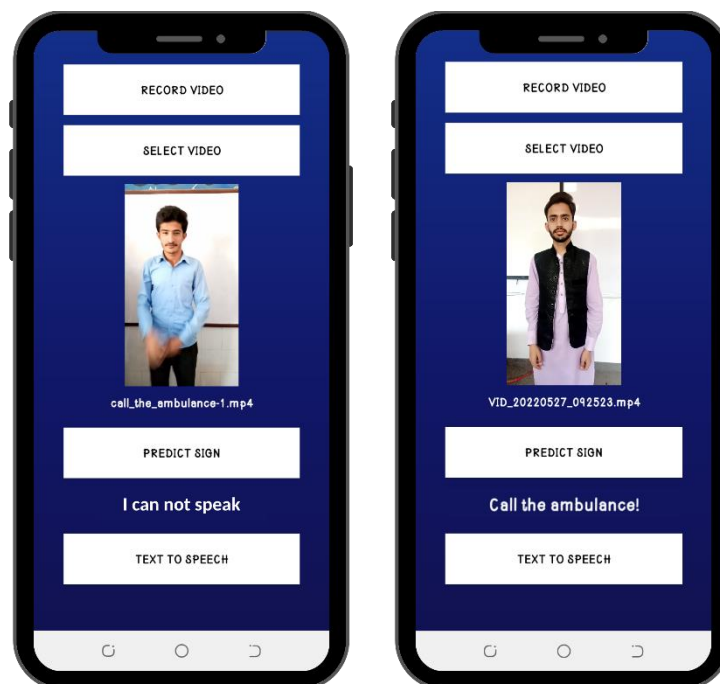 RECORD VIDEO
SELECT VIDEO
call_the_ambulance-1.mp4
PREDICT SIGN
I can not speak
TEXT TO SPEECH
RECORD VIDEO
SELECT VIDEO
VID_20220527_092523.mp4
PREDICT SIGN
Call the ambulance!
TEXT TO SPEECH